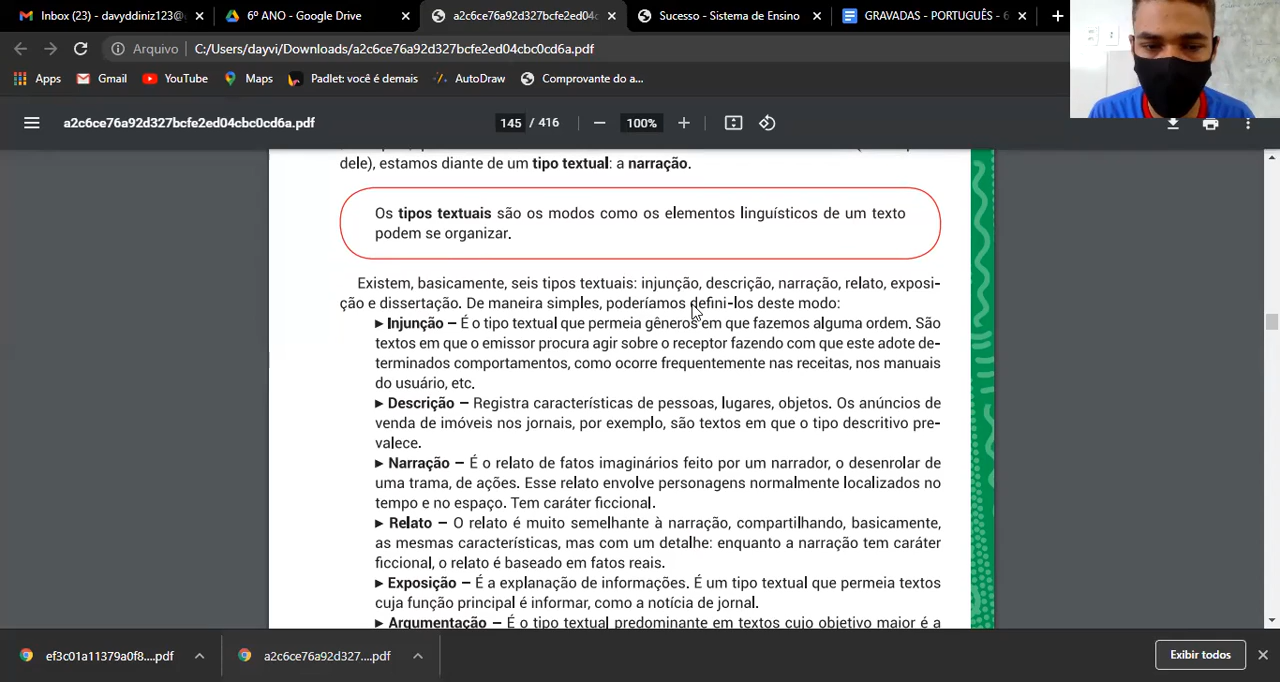 Inbox (23) - davyddiniz123@
6º ANO - Google Drive
a2c6ce76a92d327bcfe2ed04c
Sucesso - Sistema de Ensino
GRAVADAS - PORTUGUÊS - 6
Arquivo
C:/Users/dayvi/Downloads/a2c6ce76a92d327bcfe2ed04cbc0cd6a.pdf
Apps
Gmail
YouTube
Maps
Padlet: você é demais
AutoDraw
Comprovante do a...
a2c6ce76a92d327bcfe2ed04cbc0cd6a.pdf
145 / 416
100%
dele), estamos diante de um tipo textual: a narração.
Os tipos textuais são os modos como os elementos linguísticos de um texto
podem se organizar.
Existem, basicamente, seis tipos textuais: injunção, descrição, narração, relato, exposi-
ção e dissertação. De maneira simples, poderíamos defini-los deste modo:
▸Injunção – É o tipo textual que permeia gêneros em que fazemos alguma ordem. São
textos em que o emissor procura agir sobre o receptor fazendo com que este adote de-
terminados comportamentos, como ocorre frequentemente nas receitas, nos manuais
do usuário, etc.
▸Descrição – Registra características de pessoas, lugares, objetos. Os anúncios de
venda de imóveis nos jornais, por exemplo, são textos em que o tipo descritivo pre-
valece.
▸Narração – É o relato de fatos imaginários feito por um narrador, o desenrolar de
uma trama, de ações. Esse relato envolve personagens normalmente localizados no
tempo e no espaço. Tem caráter ficcional.
▸Relato – O relato é muito semelhante à narração, compartilhando, basicamente,
as mesmas características, mas com um detalhe: enquanto a narração tem caráter
ficcional, o relato é baseado em fatos reais.
▸Exposição – É a explanação de informações. É um tipo textual que permeia textos
cuja função principal é informar, como a notícia de jornal.
▸Argumentação – É o tipo textual predominante em textos cujo objetivo maior é a
ef3c01a11379a0f8....pdf
a2c6ce76a92d327....pdf
Exibir todos